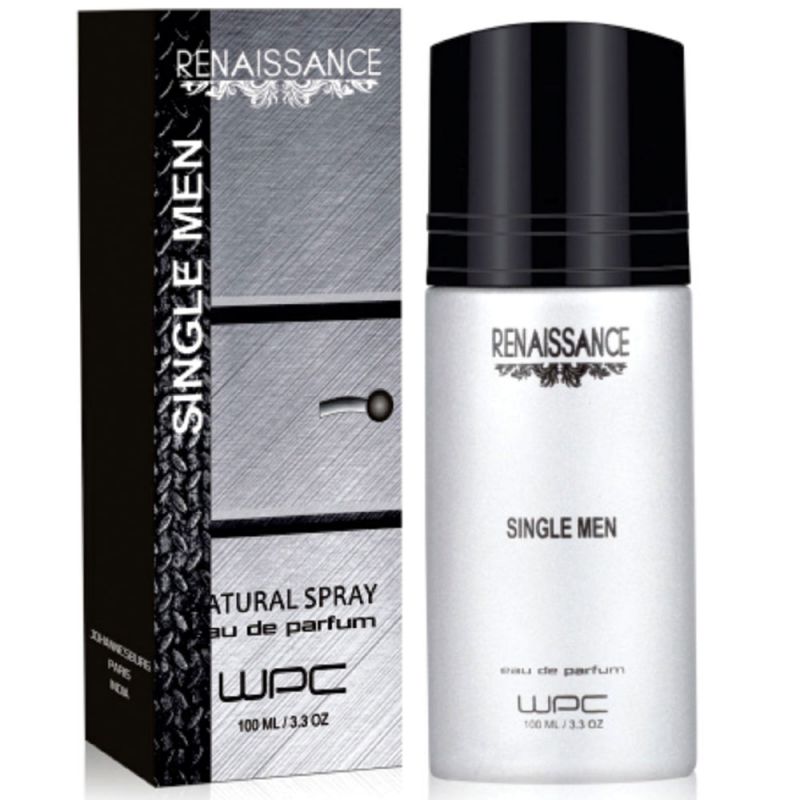 RENAISSANCE
SINGLE MEN
NATURAL SPRAY
eau de parfum
WPC
100 ML / 3.3 OZ
JOHANNESBURG
PARIS
INDIA
RENAISSANCE
SINGLE MEN
eau de parfum
WPC
100 ML / 3.3 OZ